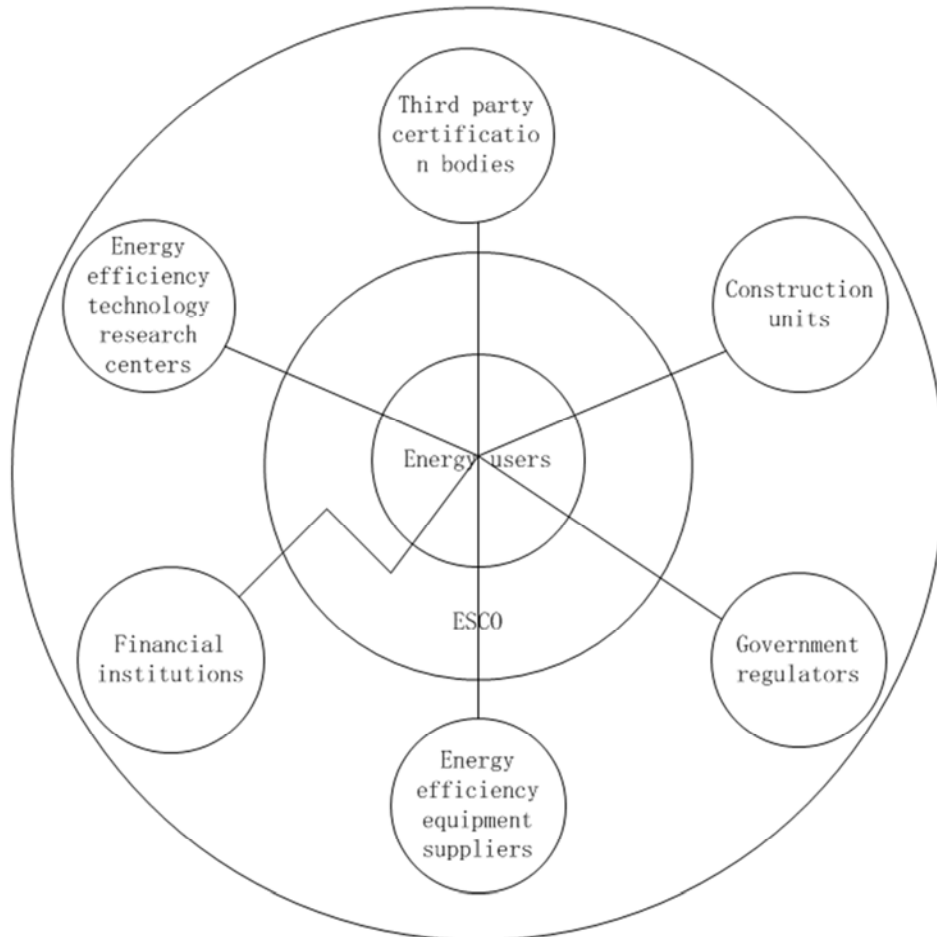 Third party
certificatio
n bodies
Energy
efficiency
technology
research
centers
Construction
units
Energy users
ESCO
Financial
institutions
Government
regulators
Energy
efficiency
equipment
suppliers